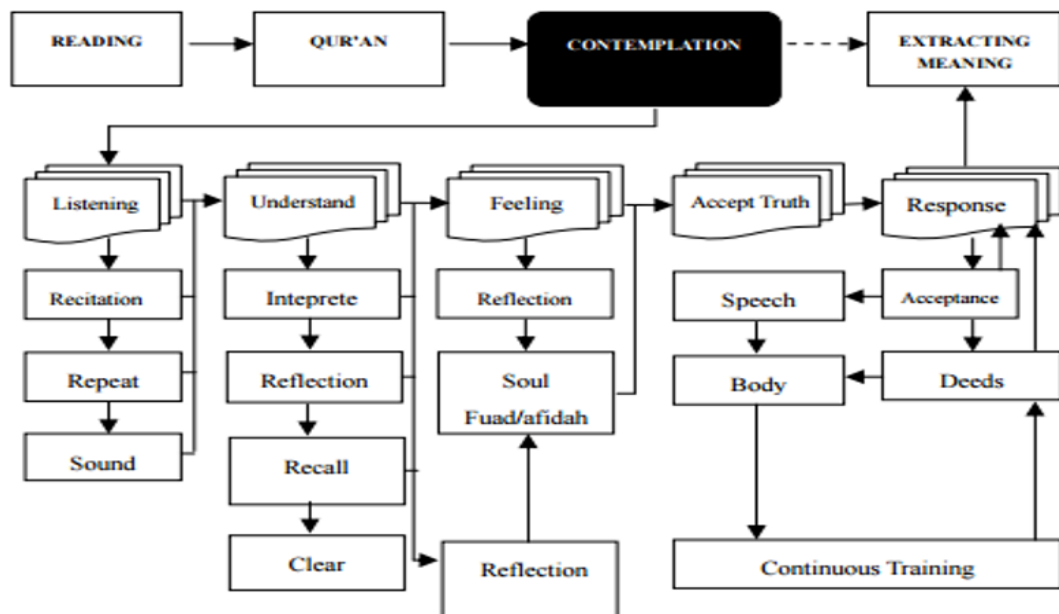 READING
QUR'AN
CONTEMPLATION
EXTRACTING
MEANING
Listening
Understand
Feeling
Accept Truth
Response
Recitation
Inteprete
Reflection
Speech
Acceptance
Repeat
Reflection
Soul
Fuad/afidah
Body
Deeds
Sound
Recall
Clear
Reflection
Continuous Training